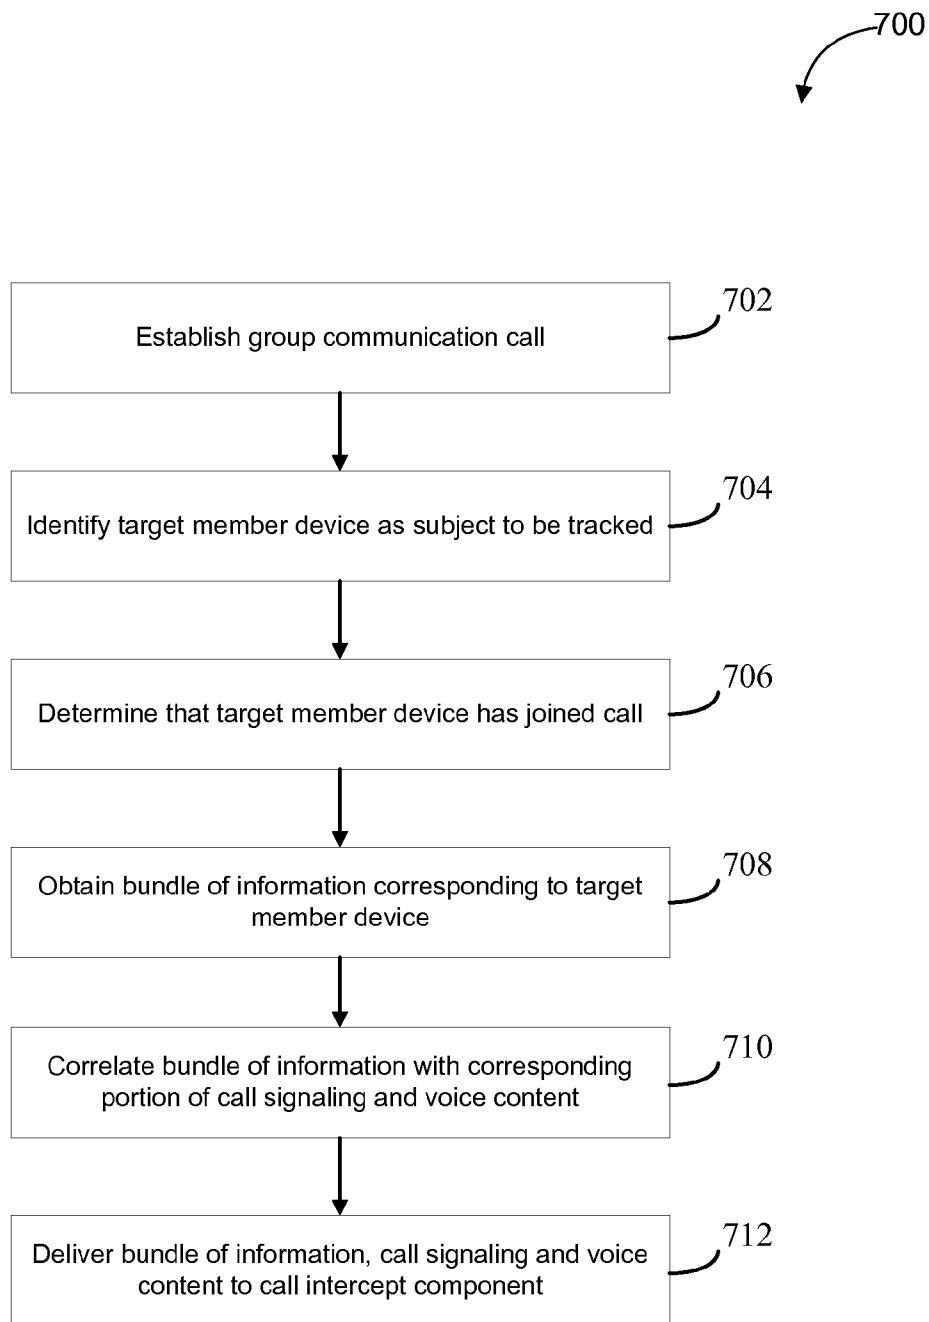 700
702
Establish group communication call
704
Identify target member device as subject to be tracked
706
Determine that target member device has joined call
708
Obtain bundle of information corresponding to target
member device
710
Correlate bundle of information with corresponding
portion of call signaling and voice content
712
Deliver bundle of information, call signaling and voice
content to call intercept component